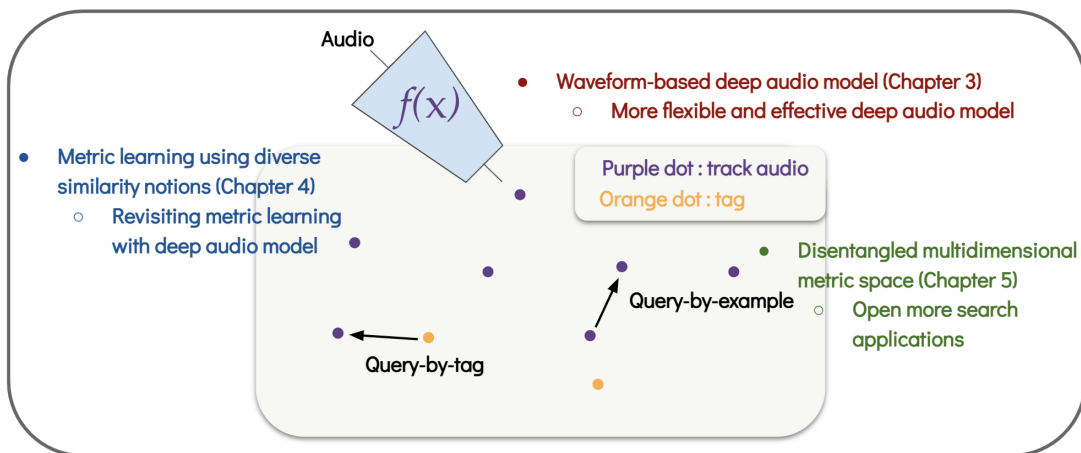 Audio
f(x)
● Waveform-based deep audio model (Chapter 3)
○ More flexible and effective deep audio model
● Metric learning using diverse
similarity notions (Chapter 4)
○ Revisiting metric learning
with deep audio model
Purple dot : track audio
Orange dot : tag
● Disentangled multidimensional
metric space (Chapter 5)
○ Open more search
applications
Query-by-example
Query-by-tag